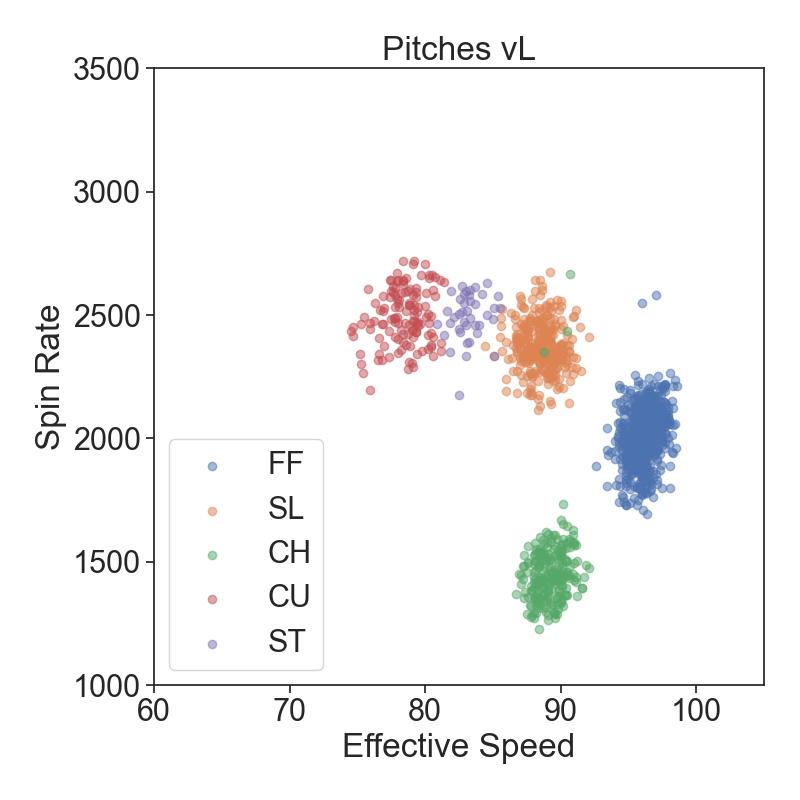 Pitches vL
3500
3000
2500
2000
1500
1000
Spin Rate
FF
SL
CH
CU
ST
60 70 80 90 100
Effective Speed